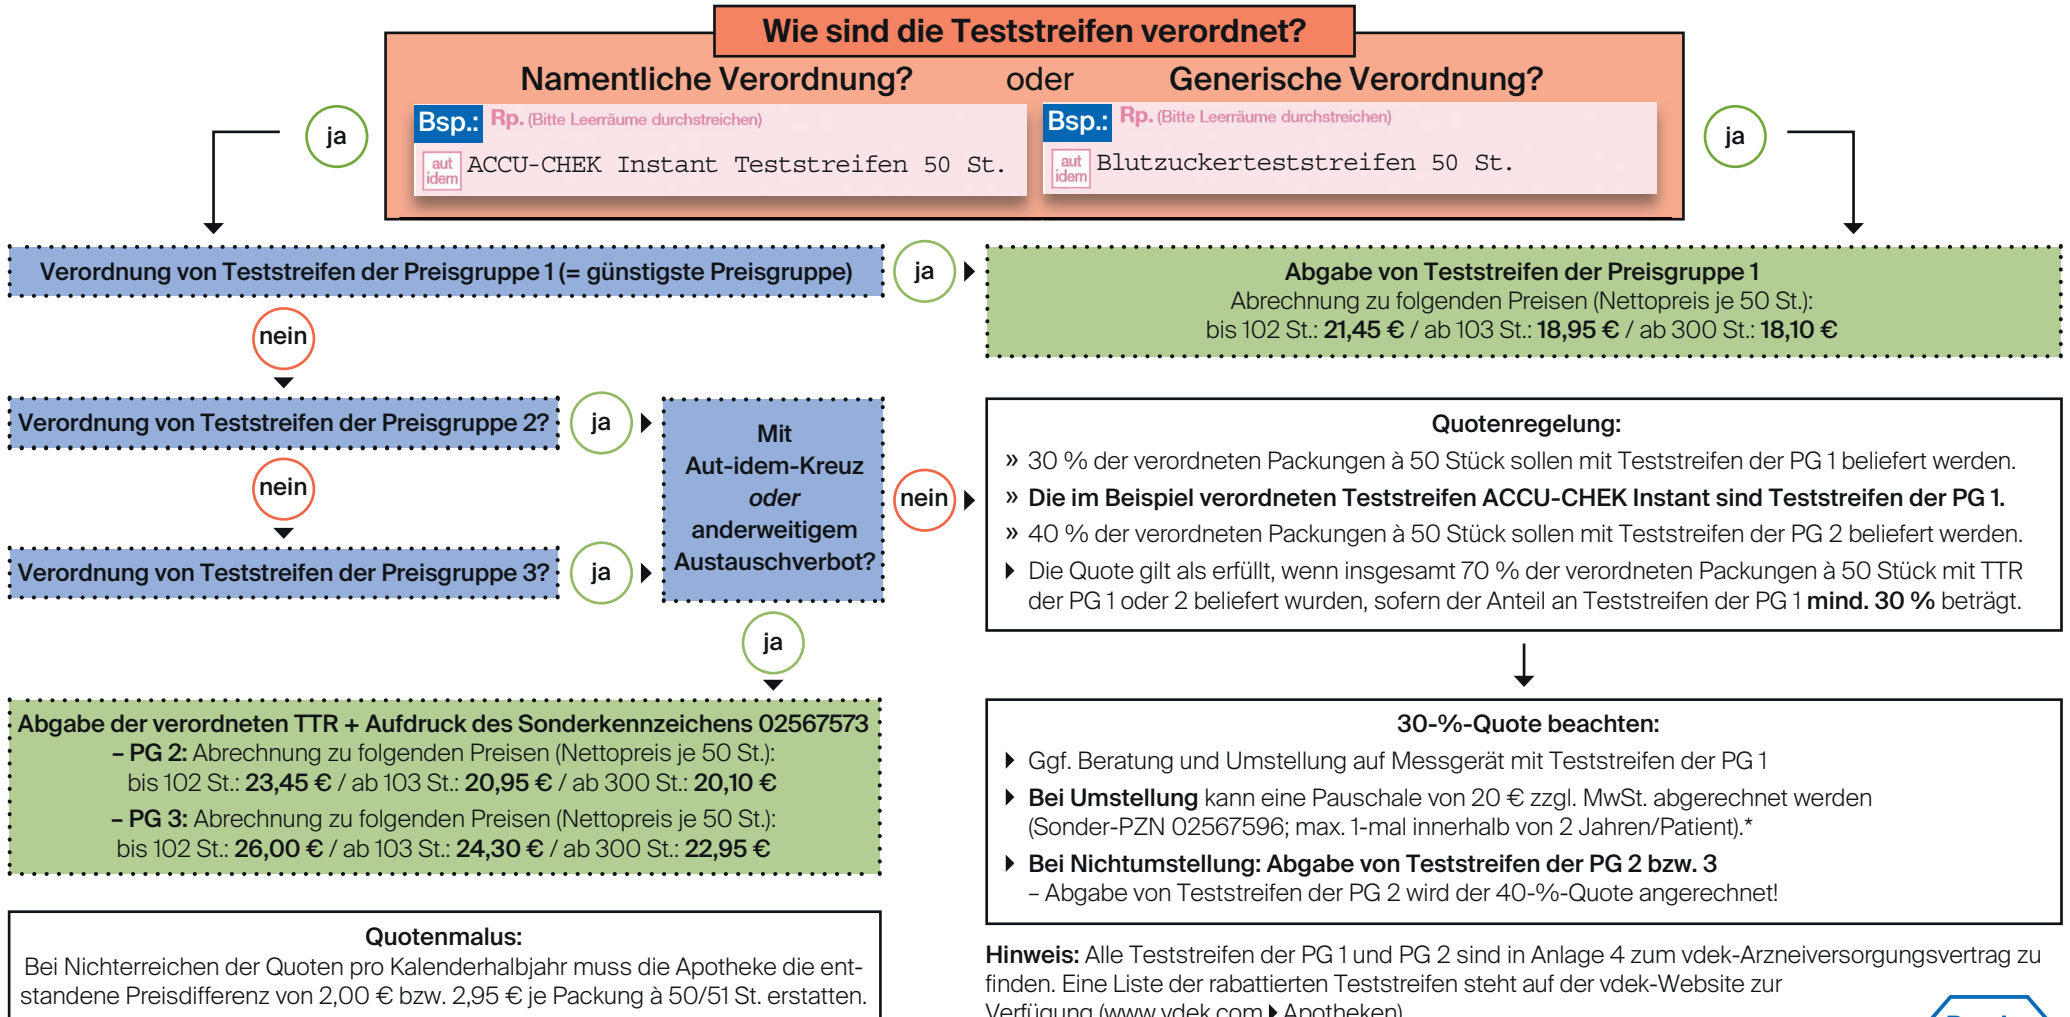 Wie sind die Teststreifen verordnet?
Namentliche Verordnung? oder Generische Verordnung?
ja
Bsp.: Rp. (Bitte Leerräume durchstreichen)
aut idem ACCU-CHEK Instant Teststreifen 50 St.
Bsp.: Rp. (Bitte Leerräume durchstreichen)
aut idem Blutzuckerteststreifen 50 St.
ja
Verordnung von Teststreifen der Preisgruppe 1 (= günstigste Preisgruppe)
ja
Abgabe von Teststreifen der Preisgruppe 1
Abrechnung zu folgenden Preisen (Nettopreis je 50 St.):
bis 102 St.: 21,45 € / ab 103 St.: 18,95 € / ab 300 St.: 18,10 €
nein
Verordnung von Teststreifen der Preisgruppe 2?
ja
nein
Verordnung von Teststreifen der Preisgruppe 3?
ja
Mit
Aut-idem-Kreuz
oder
anderweitigem
Austauschverbot?
nein
ja
Quotenregelung:
» 30 % der verordneten Packungen à 50 Stück sollen mit Teststreifen der PG 1 beliefert werden.
» Die im Beispiel verordneten Teststreifen ACCU-CHEK Instant sind Teststreifen der PG 1.
» 40 % der verordneten Packungen à 50 Stück sollen mit Teststreifen der PG 2 beliefert werden.
Die Quote gilt als erfüllt, wenn insgesamt 70 % der verordneten Packungen à 50 Stück mit TTR
der PG 1 oder 2 beliefert wurden, sofern der Anteil an Teststreifen der PG 1 mind. 30 % beträgt.
Abgabe der verordneten TTR + Aufdruck des Sonderkennzeichens 02567573
– PG 2: Abrechnung zu folgenden Preisen (Nettopreis je 50 St.):
bis 102 St.: 23,45 € / ab 103 St.: 20,95 € / ab 300 St.: 20,10 €
– PG 3: Abrechnung zu folgenden Preisen (Nettopreis je 50 St.):
bis 102 St.: 26,00 € / ab 103 St.: 24,30 € / ab 300 St.: 22,95 €
30-%-Quote beachten:
Ggf. Beratung und Umstellung auf Messgerät mit Teststreifen der PG 1
Bei Umstellung kann eine Pauschale von 20 € zzgl. MwSt. abgerechnet werden
(Sonder-PZN 02567596; max. 1-mal innerhalb von 2 Jahren/Patient).*
Bei Nichtumstellung: Abgabe von Teststreifen der PG 2 bzw. 3
– Abgabe von Teststreifen der PG 2 wird der 40-%-Quote angerechnet!
Quotenmalus:
Bei Nichterreichen der Quoten pro Kalenderhalbjahr muss die Apotheke die ent-
standene Preisdifferenz von 2,00 € bzw. 2,95 € je Packung à 50/51 St. erstatten.
Hinweis: Alle Teststreifen der PG 1 und PG 2 sind in Anlage 4 zum vdek-Arzneiversorgungsvertrag zu
finden. Eine Liste der rabattierten Teststreifen steht auf der vdek-Website zur
Verfügung (www.vdek.com Apotheken)